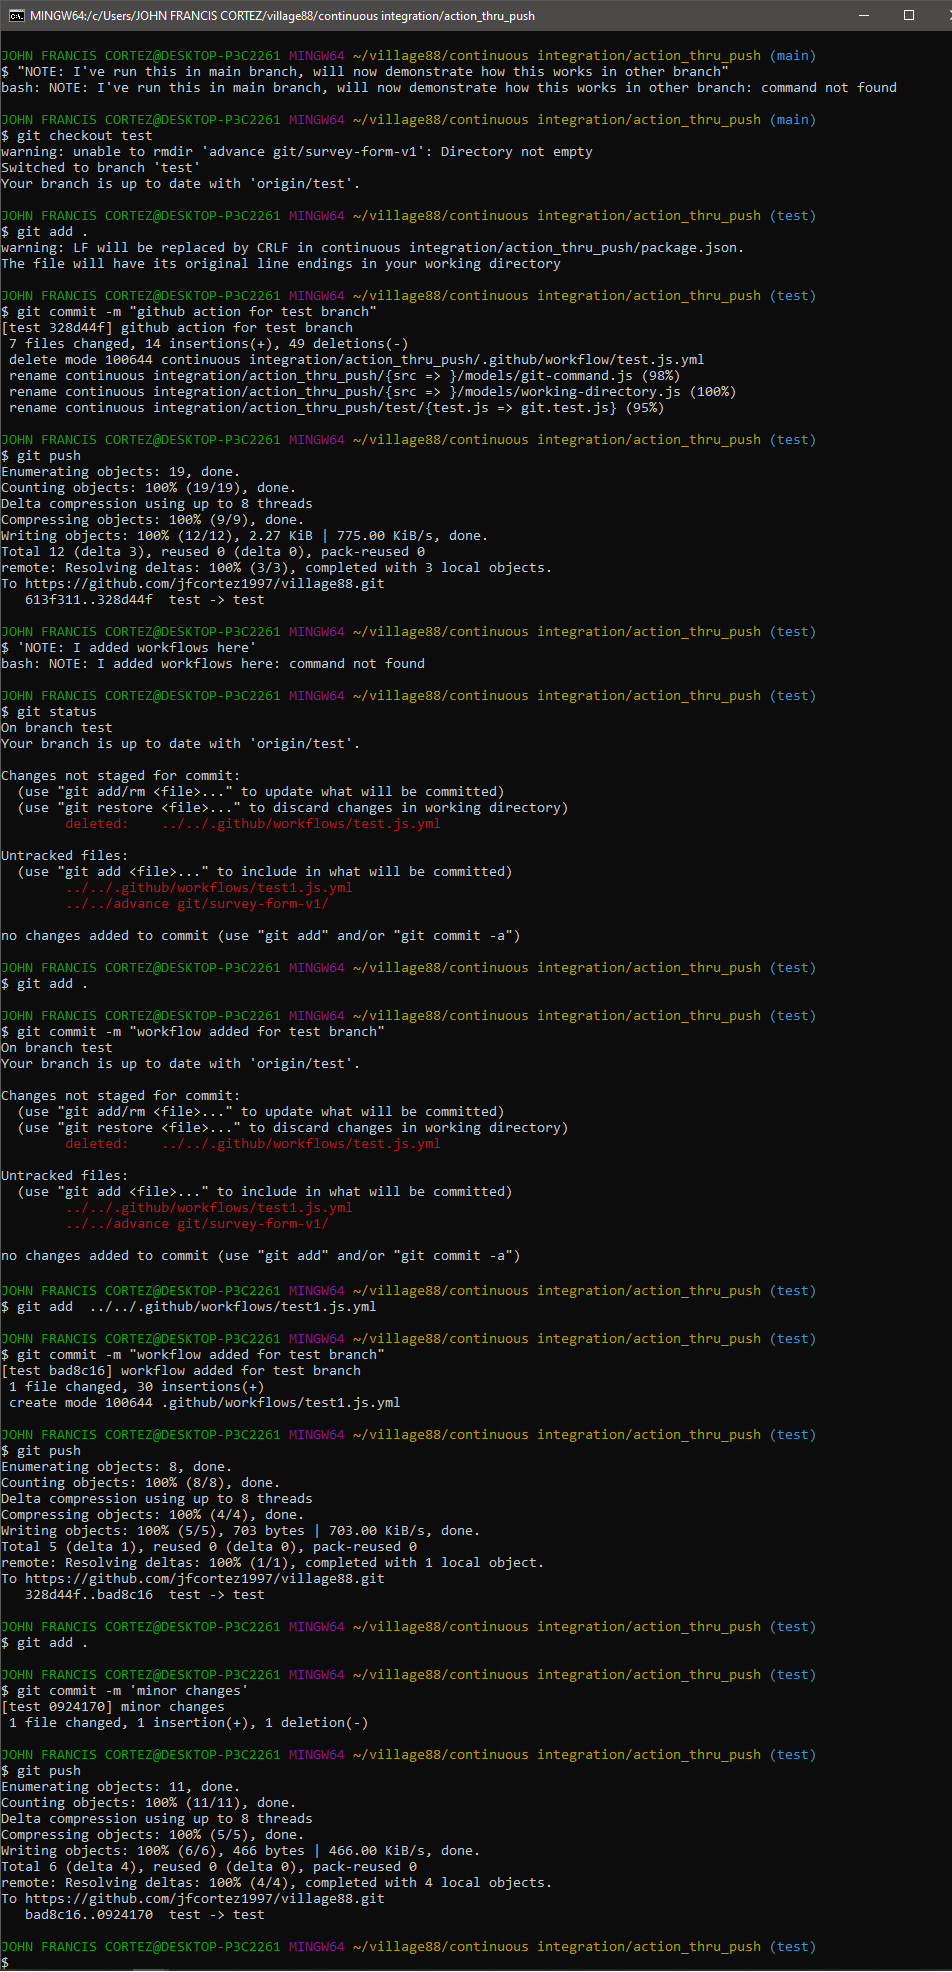 MINGW64:/c/Users/JOHN FRANCIS CORTEZ/village88/continuous integration/action_thru_push
JOHN FRANCIS CORTEZ@DESKTOP-P3C2261 MINGW64 ~/village88/continuous integration/action_thru_push (main)
$ "NOTE: I've run this in main branch, will now demonstrate how this works in other branch"
bash: NOTE: I've run this in main branch, will now demonstrate how this works in other branch: command not found
JOHN FRANCIS CORTEZ@DESKTOP-P3C2261 MINGW64 ~/village88/continuous integration/action_thru_push (main)
$ git checkout test
warning: unable to rmdir 'advance git/survey-form-v1': Directory not empty
Switched to branch 'test'
Your branch is up to date with 'origin/test'.
JOHN FRANCIS CORTEZ@DESKTOP-P3C2261 MINGW64 ~/village88/continuous integration/action_thru_push (test)
$ git add .
warning: LF will be replaced by CRLF in continuous integration/action_thru_push/package.json.
The file will have its original line endings in your working directory
JOHN FRANCIS CORTEZ@DESKTOP-P3C2261 MINGW64 ~/village88/continuous integration/action_thru_push (test)
$ git commit -m "github action for test branch"
[test 328d44f] github action for test branch
 7 files changed, 14 insertions(+), 49 deletions(-)
 delete mode 100644 continuous integration/action_thru_push/.github/workflow/test.js.yml
 rename continuous integration/action_thru_push/{src => }/models/git-command.js (98%)
 rename continuous integration/action_thru_push/{src => }/models/working-directory.js (100%)
 rename continuous integration/action_thru_push/test/{test.js => git.test.js} (95%)
JOHN FRANCIS CORTEZ@DESKTOP-P3C2261 MINGW64 ~/village88/continuous integration/action_thru_push (test)
$ git push
Enumerating objects: 19, done.
Counting objects: 100% (19/19), done.
Delta compression using up to 8 threads
Compressing objects: 100% (9/9), done.
Writing objects: 100% (12/12), 2.27 KiB | 775.00 KiB/s, done.
Total 12 (delta 3), reused 0 (delta 0), pack-reused 0
remote: Resolving deltas: 100% (3/3), completed with 3 local objects.
To https://github.com/jfcortez1997/village88.git
   613f311..328d44f  test -> test
JOHN FRANCIS CORTEZ@DESKTOP-P3C2261 MINGW64 ~/village88/continuous integration/action_thru_push (test)
$ 'NOTE: I added workflows here'
bash: NOTE: I added workflows here: command not found
JOHN FRANCIS CORTEZ@DESKTOP-P3C2261 MINGW64 ~/village88/continuous integration/action_thru_push (test)
$ git status
On branch test
Your branch is up to date with 'origin/test'.
Changes not staged for commit:
  (use "git add/rm <file>..." to update what will be committed)
  (use "git restore <file>..." to discard changes in working directory)
        deleted:    ../../.github/workflows/test.js.yml
Untracked files:
  (use "git add <file>..." to include in what will be committed)
        ../../.github/workflows/test1.js.yml
        ../../advance git/survey-form-v1/
no changes added to commit (use "git add" and/or "git commit -a")
JOHN FRANCIS CORTEZ@DESKTOP-P3C2261 MINGW64 ~/village88/continuous integration/action_thru_push (test)
$ git add .
JOHN FRANCIS CORTEZ@DESKTOP-P3C2261 MINGW64 ~/village88/continuous integration/action_thru_push (test)
$ git commit -m "workflow added for test branch"
On branch test
Your branch is up to date with 'origin/test'.
Changes not staged for commit:
  (use "git add/rm <file>..." to update what will be committed)
  (use "git restore <file>..." to discard changes in working directory)
        deleted:    ../../.github/workflows/test.js.yml
Untracked files:
  (use "git add <file>..." to include in what will be committed)
        ../../.github/workflows/test1.js.yml
        ../../advance git/survey-form-v1/
no changes added to commit (use "git add" and/or "git commit -a")
JOHN FRANCIS CORTEZ@DESKTOP-P3C2261 MINGW64 ~/village88/continuous integration/action_thru_push (test)
$ git add  ../../.github/workflows/test1.js.yml
JOHN FRANCIS CORTEZ@DESKTOP-P3C2261 MINGW64 ~/village88/continuous integration/action_thru_push (test)
$ git commit -m "workflow added for test branch"
[test bad8c16] workflow added for test branch
 1 file changed, 30 insertions(+)
 create mode 100644 .github/workflows/test1.js.yml
JOHN FRANCIS CORTEZ@DESKTOP-P3C2261 MINGW64 ~/village88/continuous integration/action_thru_push (test)
$ git push
Enumerating objects: 8, done.
Counting objects: 100% (8/8), done.
Delta compression using up to 8 threads
Compressing objects: 100% (4/4), done.
Writing objects: 100% (5/5), 703 bytes | 703.00 KiB/s, done.
Total 5 (delta 1), reused 0 (delta 0), pack-reused 0
remote: Resolving deltas: 100% (1/1), completed with 1 local object.
To https://github.com/jfcortez1997/village88.git
   328d44f..bad8c16  test -> test
JOHN FRANCIS CORTEZ@DESKTOP-P3C2261 MINGW64 ~/village88/continuous integration/action_thru_push (test)
$ git add .
JOHN FRANCIS CORTEZ@DESKTOP-P3C2261 MINGW64 ~/village88/continuous integration/action_thru_push (test)
$ git commit -m 'minor changes'
[test 0924170] minor changes
 1 file changed, 1 insertion(+), 1 deletion(-)
JOHN FRANCIS CORTEZ@DESKTOP-P3C2261 MINGW64 ~/village88/continuous integration/action_thru_push (test)
$ git push
Enumerating objects: 11, done.
Counting objects: 100% (11/11), done.
Delta compression using up to 8 threads
Compressing objects: 100% (5/5), done.
Writing objects: 100% (6/6), 466 bytes | 466.00 KiB/s, done.
Total 6 (delta 4), reused 0 (delta 0), pack-reused 0
remote: Resolving deltas: 100% (4/4), completed with 4 local objects.
To https://github.com/jfcortez1997/village88.git
   bad8c16..0924170  test -> test
JOHN FRANCIS CORTEZ@DESKTOP-P3C2261 MINGW64 ~/village88/continuous integration/action_thru_push (test)
$